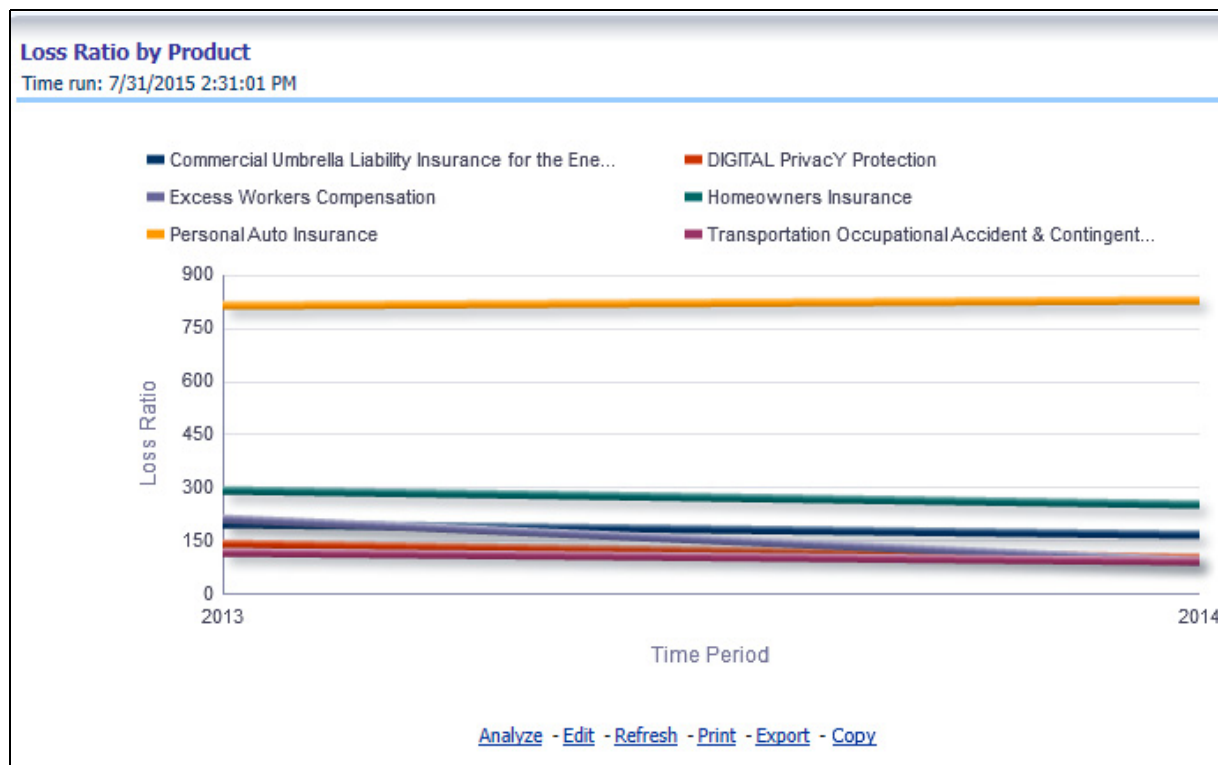 Loss Ratio by Product
Time run: 7/31/2015 2:31:01 PM
Commercial Umbrella Liability Insurance for the Ene... DIGITAL PrivacY Protection
Excess Workers Compensation Homeowners Insurance
Personal Auto Insurance Transportation Occupational Accident & Contingent...
900
750
600
450
300
150
0
Loss Ratio
2013 2014
Time Period
Analyze - Edit - Refresh - Print - Export - Copy